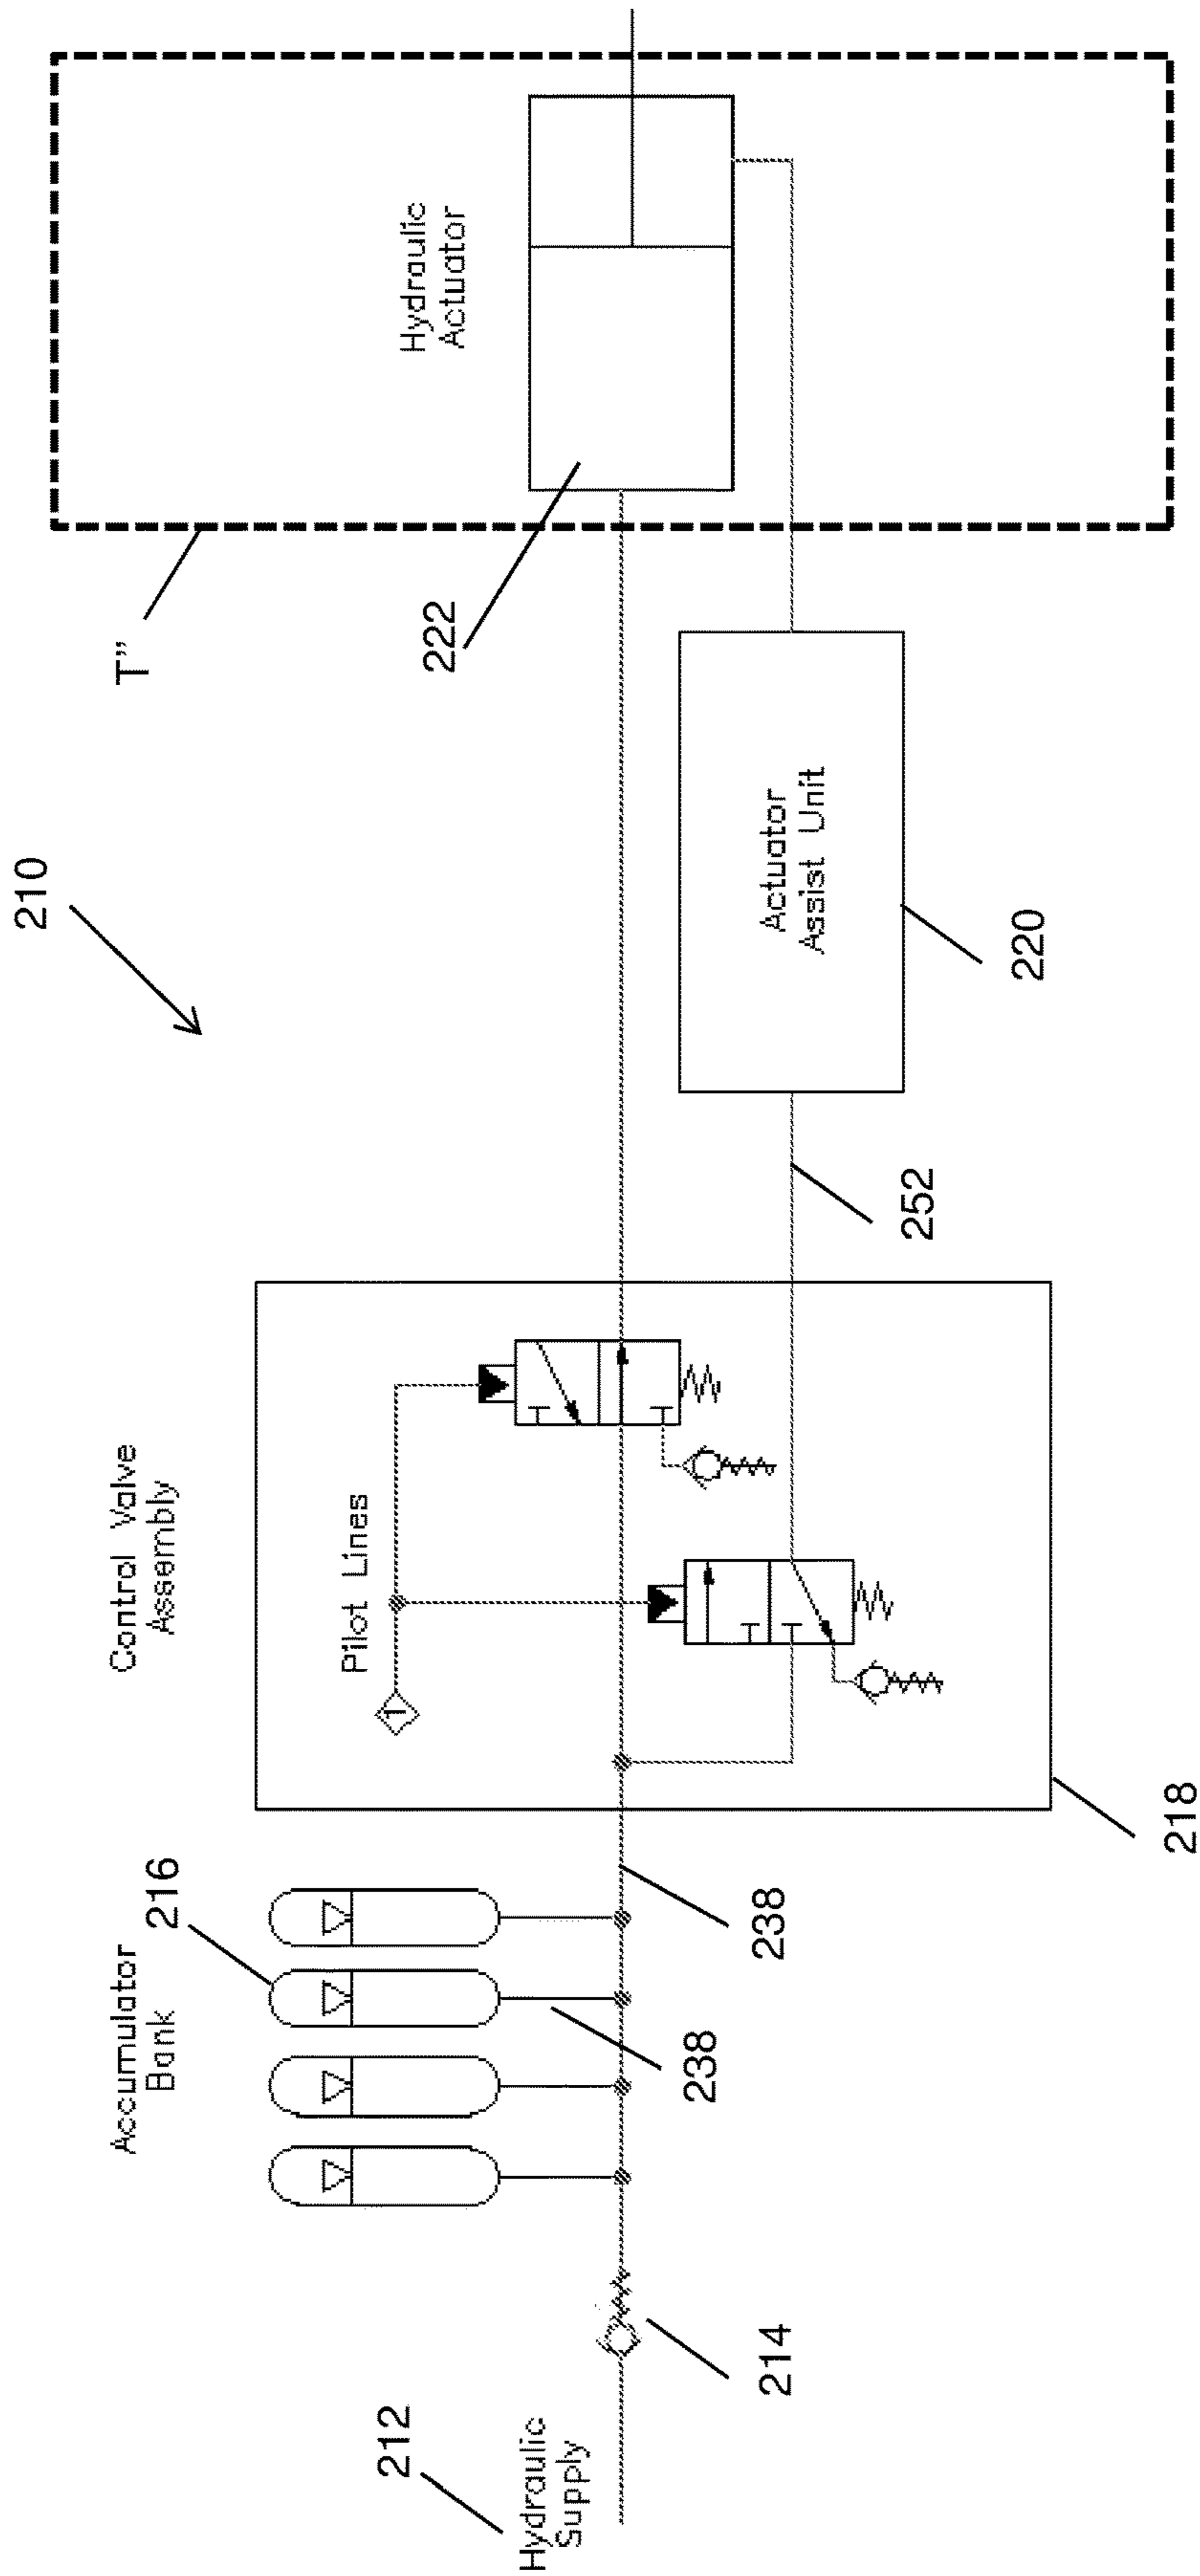 210
T”
Hydraulic
Actuator
222
Actuator
Assist Unit
220
252
Control Valve
Assembly
Pilot Lines
1
218
Accumulator
Bank
216
238
238
214
212
Hydraulic
Supply